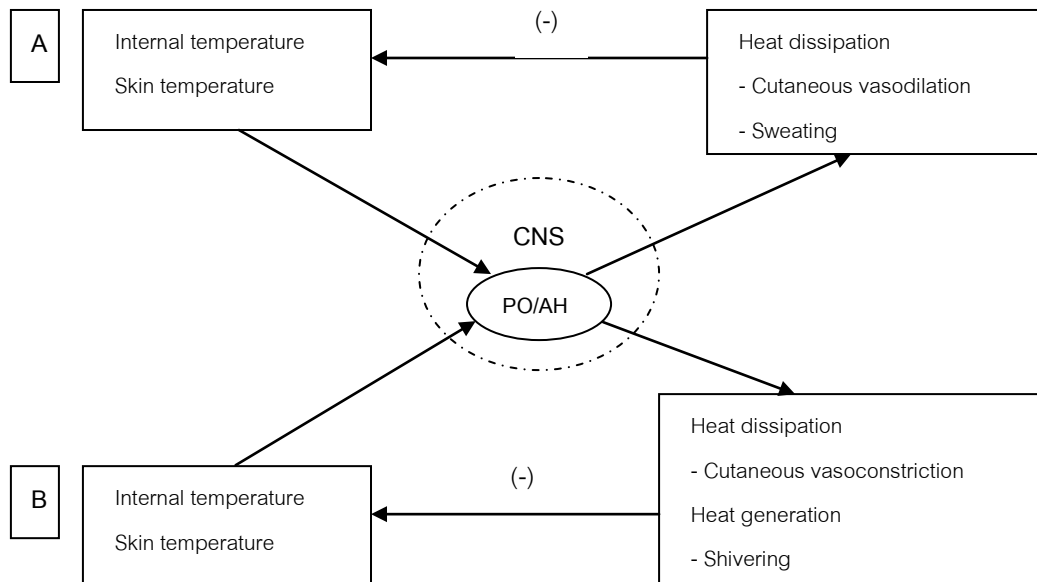 A
Internal temperature
Skin temperature
(-)
Heat dissipation
- Cutaneous vasodilation
- Sweating
CNS
PO/AH
B
Internal temperature
Skin temperature
(-)
Heat dissipation
- Cutaneous vasoconstriction
Heat generation
- Shivering